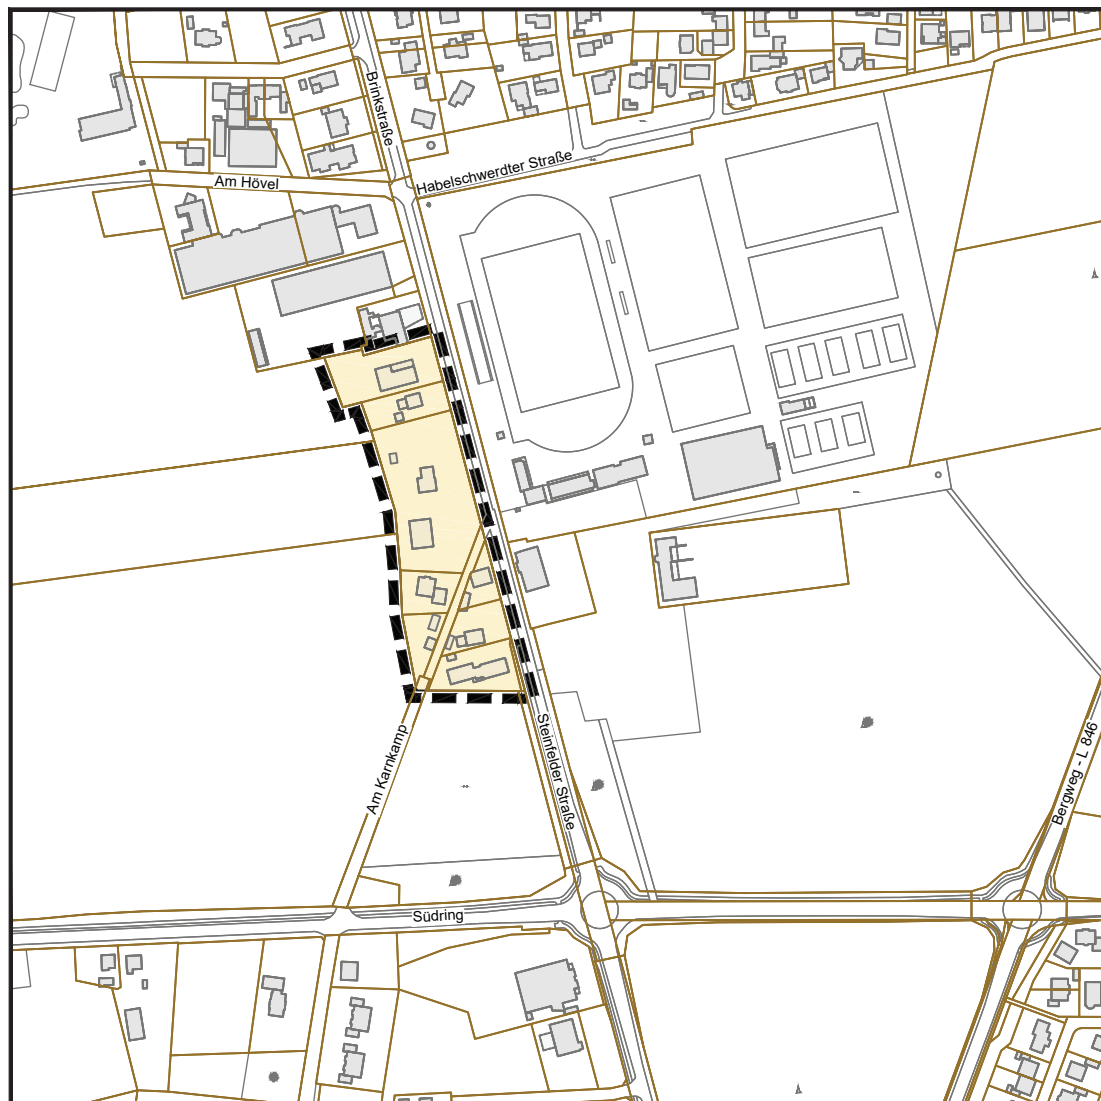 Brinkstraße
Habelschwerdter Straße
Am Hövel
Steinfelder Straße
Am Karnkamp
Bergweg - L 846
Südring